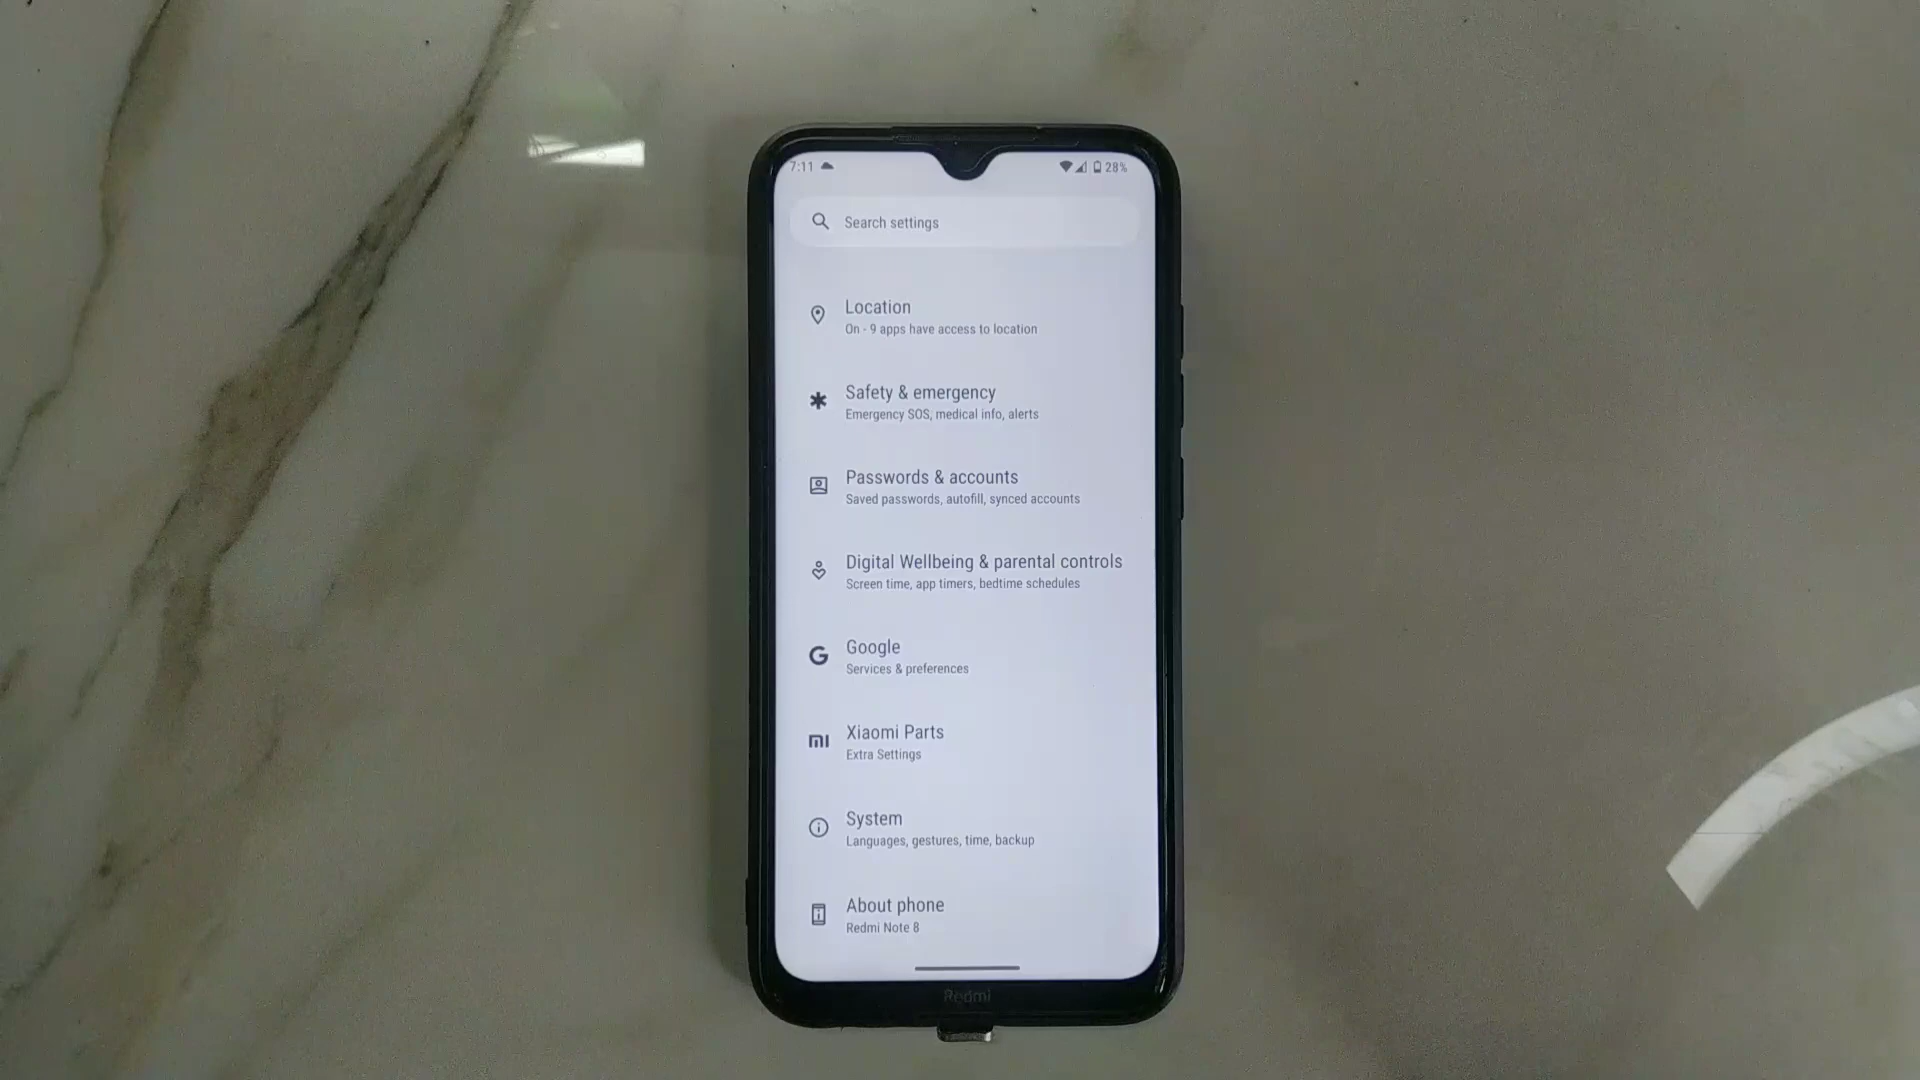 7:11 28%
Search settings
Location
On - 9 apps have access to location
Safety & emergency
Emergency SOS, medical info, alerts
Passwords & accounts
Saved passwords, autofill, synced accounts
Digital Wellbeing & parental controls
Screen time, app timers, bedtime schedules
Google
Services & preferences
Xiaomi Parts
Extra Settings
System
Languages, gestures, time, backup
About phone
Redmi Note 8
Redmi